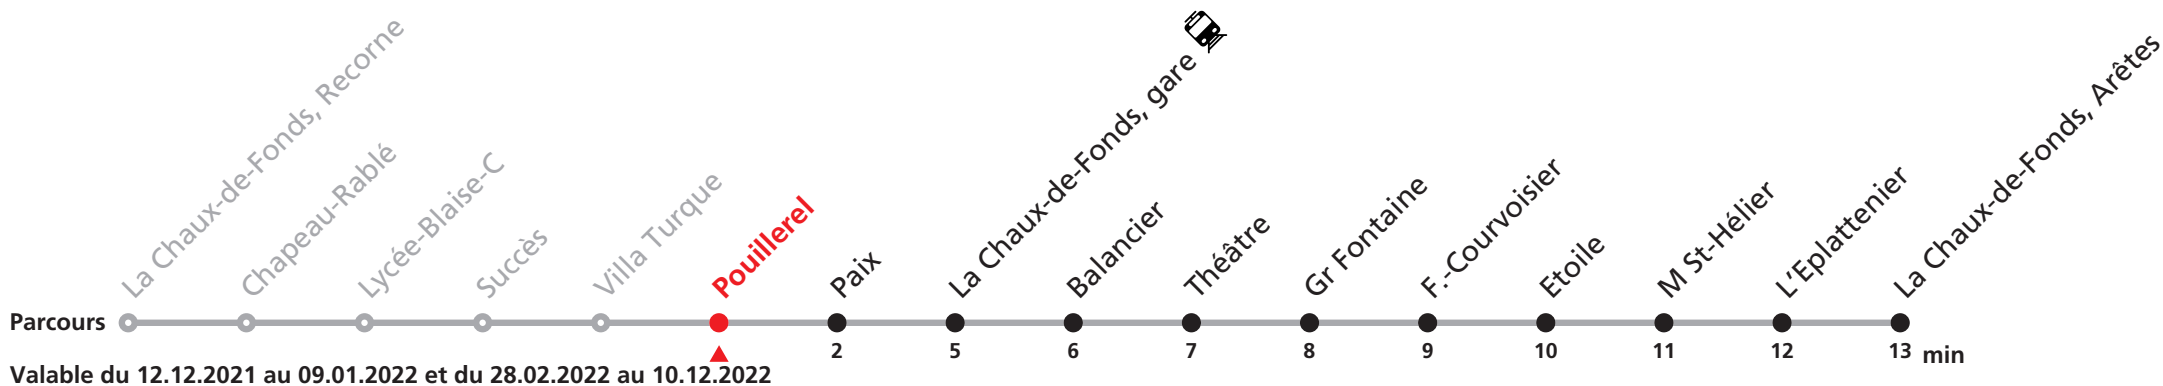 La Chaux-de-Fonds, Recorne
Chapeau-Rablé
Lycée-Blaise-C
Succès
Villa Turque
Pouillerel
Paix
La Chaux-de-Fonds, gare
Balancier
Théâtre
Gr Fontaine
F.-Courvoisier
Etoile
M St-Hélier
L'Eplattenier
La Chaux-de-Fonds, Arêtes
Parcours
2 5 6 7 8 9 10 11 12 13 min
Valable du 12.12.2021 au 09.01.2022 et du 28.02.2022 au 10.12.2022